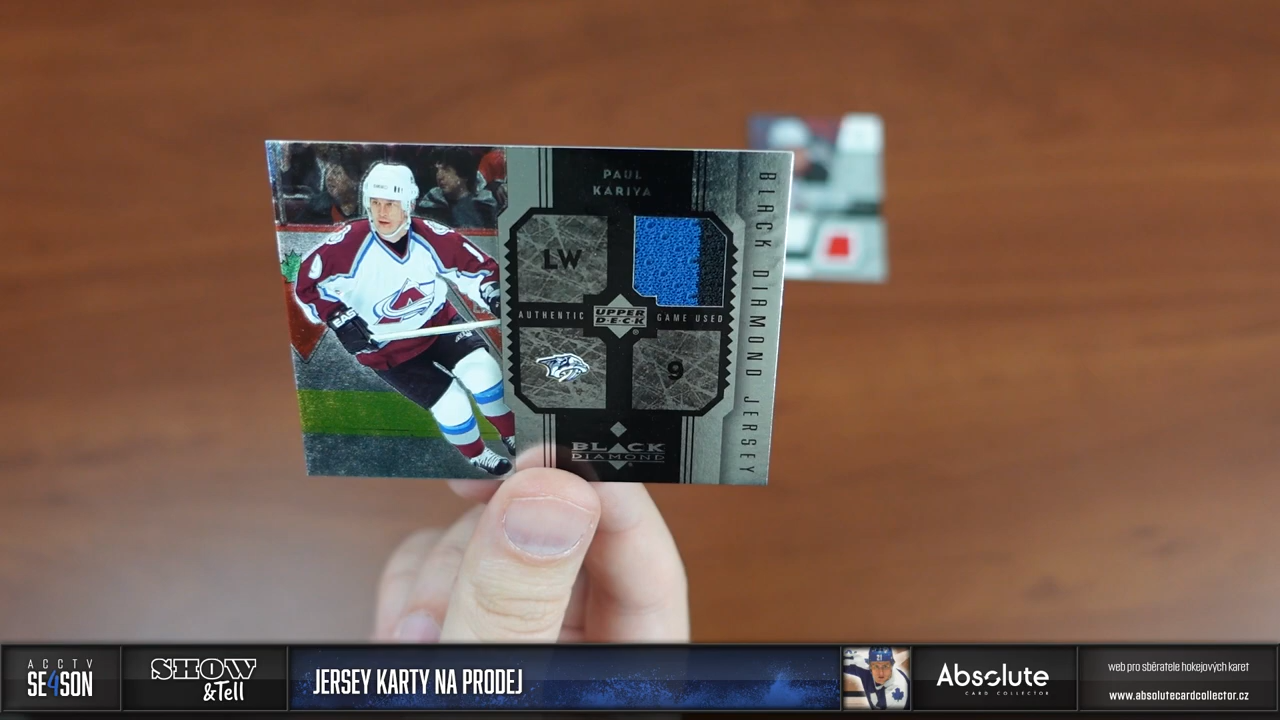 PAUL
KARIYA
LW
AUTHENTIC
UPPER
DECK
GAME USED
9
BLACK
DIAMOND
BLACK DIAMOND JERSEY
ACCTV
SE4SON
SHOW
&Tell
JERSEY KARTY NA PRODEJ
Absolute
CARD COLLECTOR
web pro sběratele hokejových karet
www.absolutecardcollector.cz